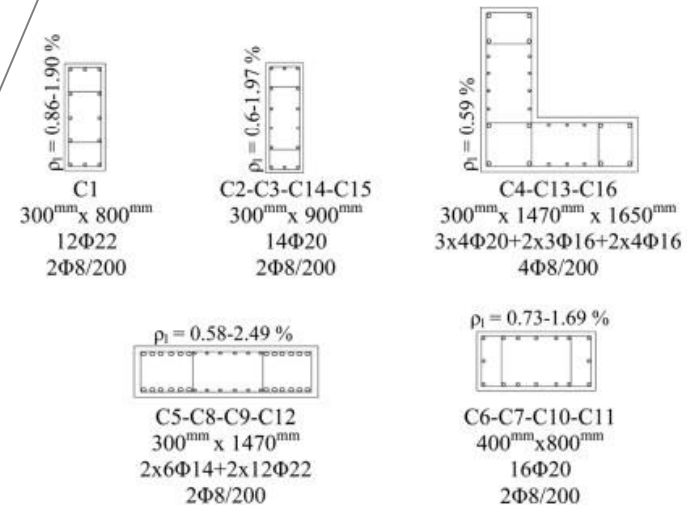 ρl = 0.86-1.90 %
C1
300mm x 800mm
12Φ22
2Φ8/200
ρl = 0.6-1.97 %
C2-C3-C14-C15
300mm x 900mm
14Φ20
2Φ8/200
ρl = 0.59 %
C4-C13-C16
300mm x 1470mm x 1650mm
3x4Φ20+2x3Φ16+2x4Φ16
4Φ8/200
ρl = 0.58-2.49 %
C5-C8-C9-C12
300mm x 1470mm
2x6Φ14+2x12Φ22
2Φ8/200
ρl = 0.73-1.69 %
C6-C7-C10-C11
400mmx800mm
16Φ20
2Φ8/200